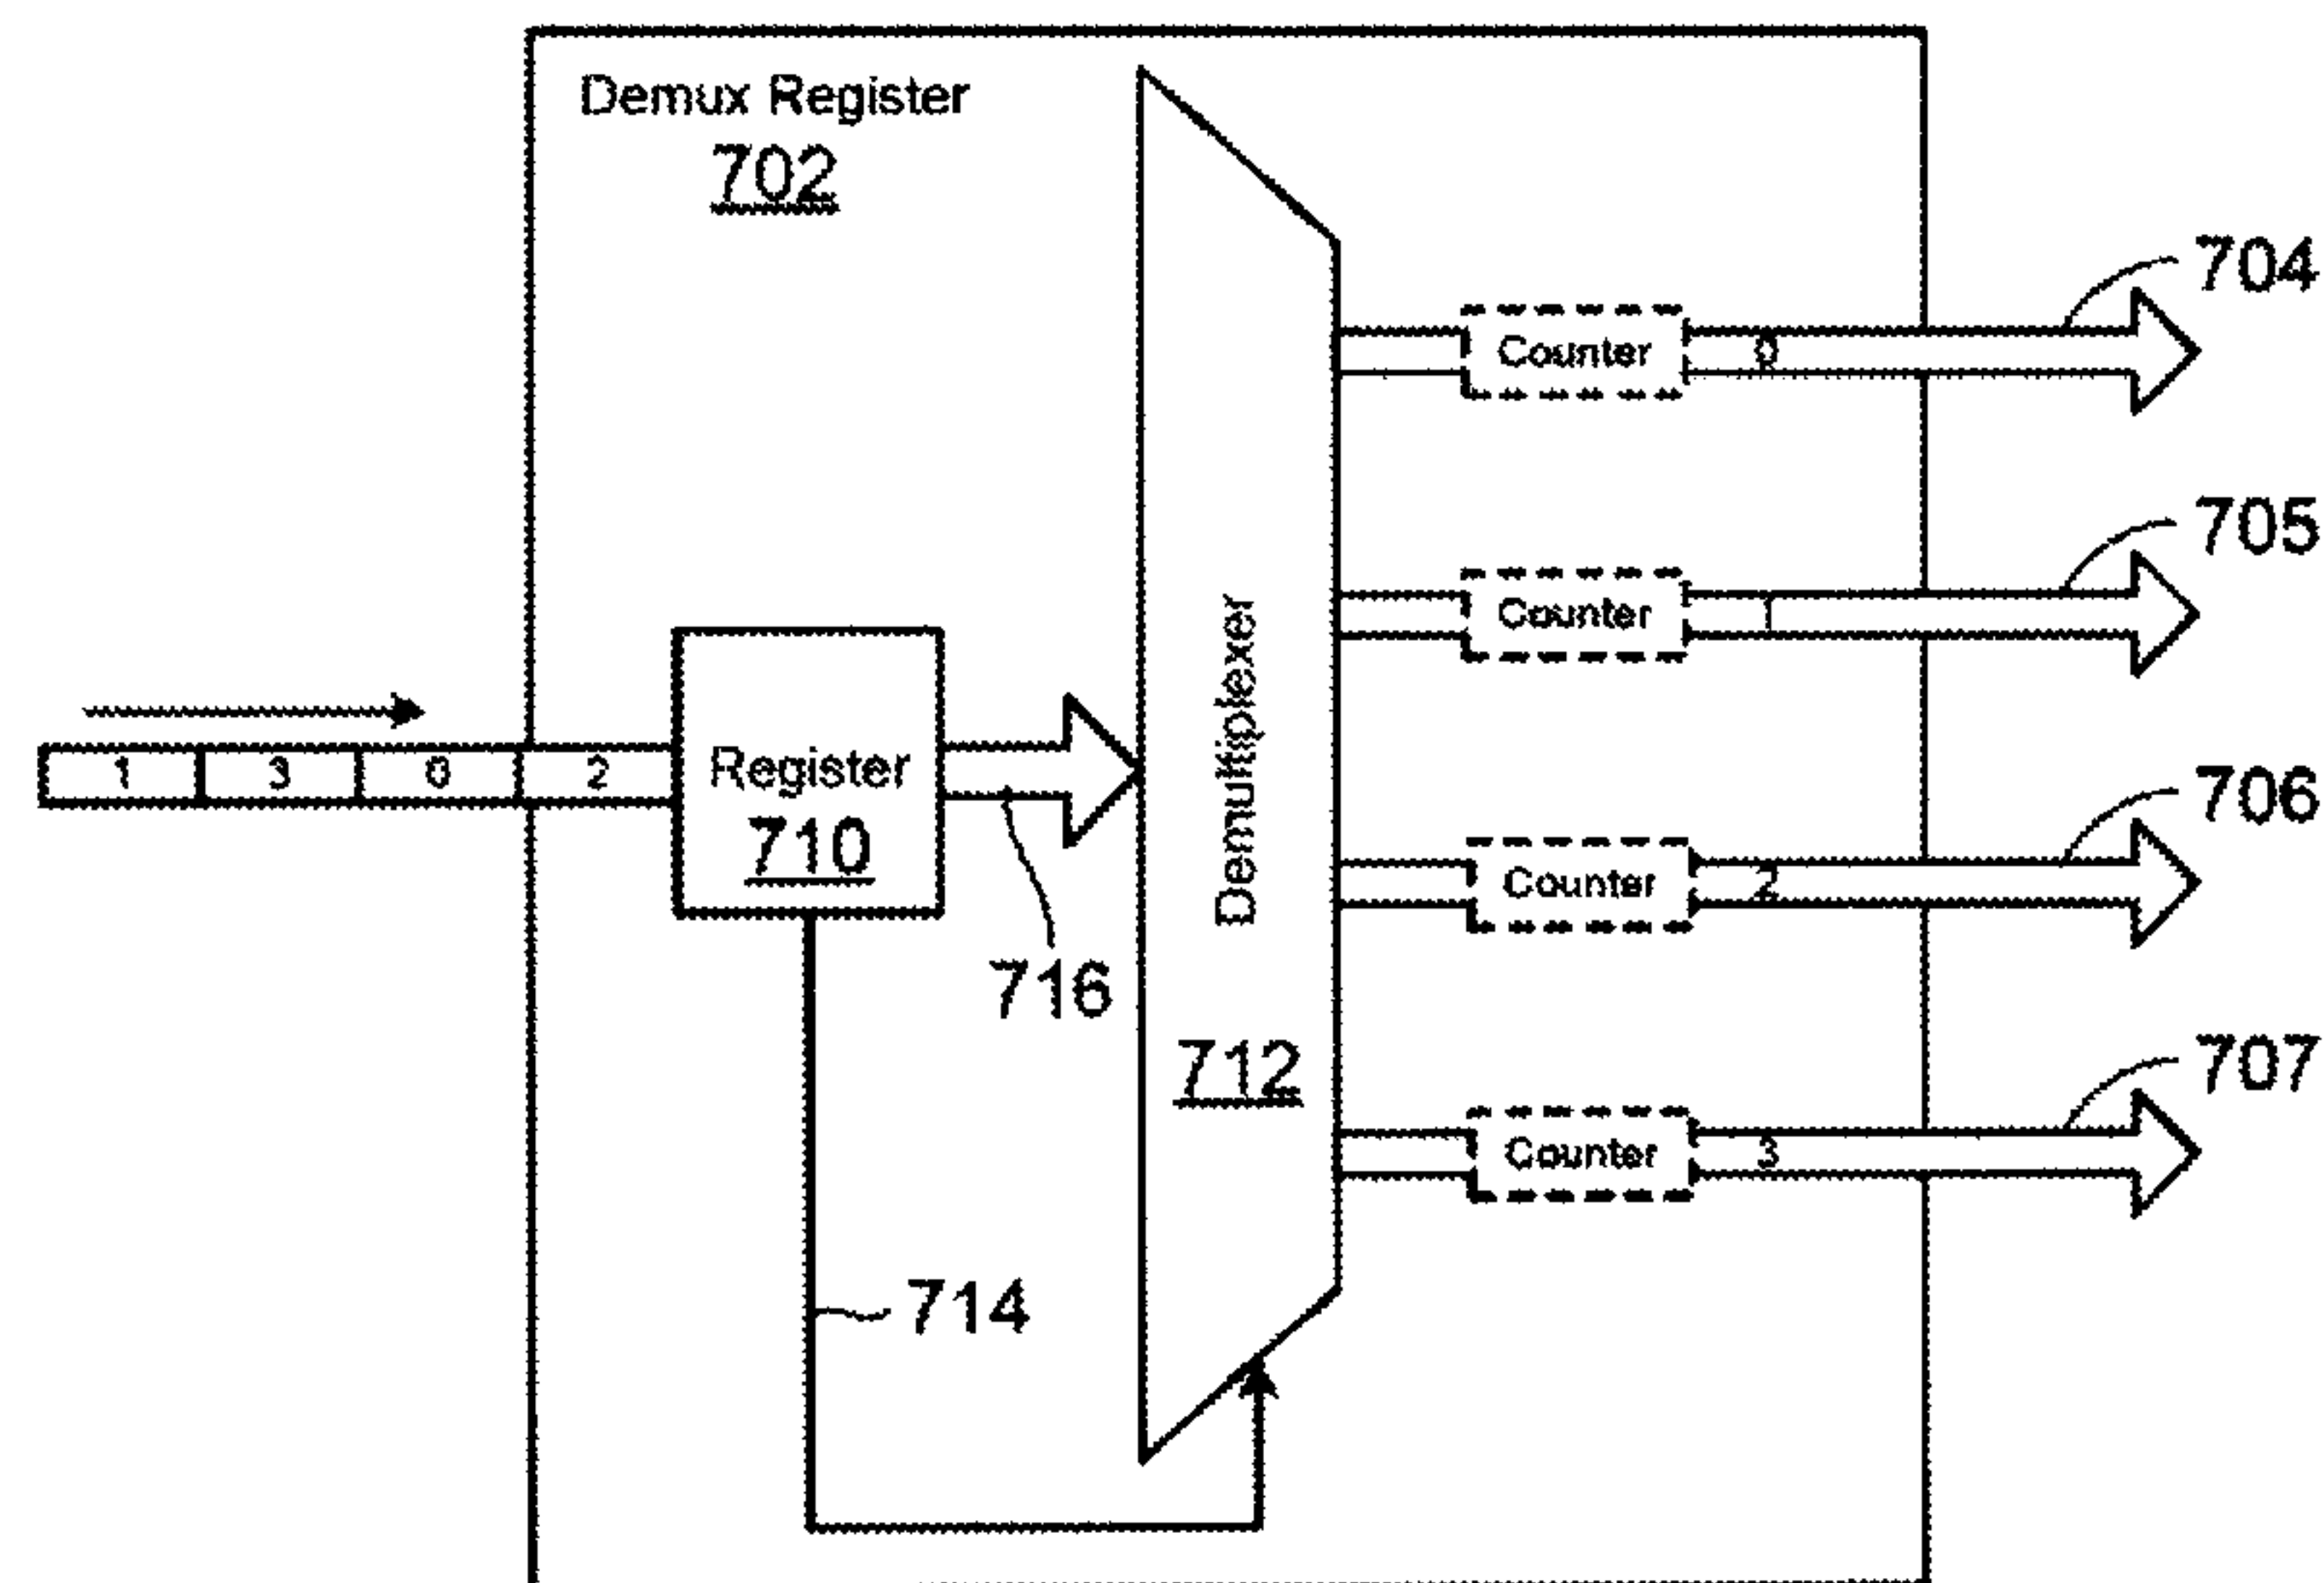 Demux Register
702
704
Counter 0
705
Counter 1
1 3 0 2
Register
710
716
Demultiplexer
712
706
Counter 2
707
Counter 3
714